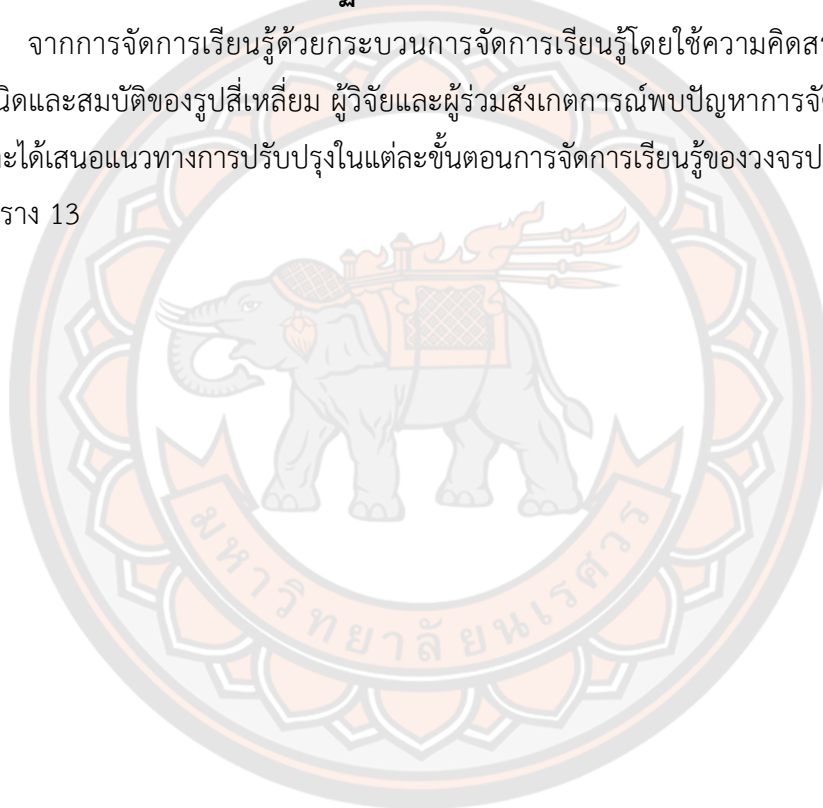 จากการจัดการเรียนรู้ด้วยกระบวนการจัดการเรียนรู้โดยใช้ความคิดส
นิดและสมบัติของรูปสี่เหลี่ยม ผู้วิจัยและผู้ร่วมสังเกตการณ์พบปัญหาการจั
ะได้เสนอแนวทางการปรับปรุงในแต่ละขั้นตอนการจัดการเรียนรู้ของวงจรป
ราง 13
มหาวิทยาลัยนเรศวร